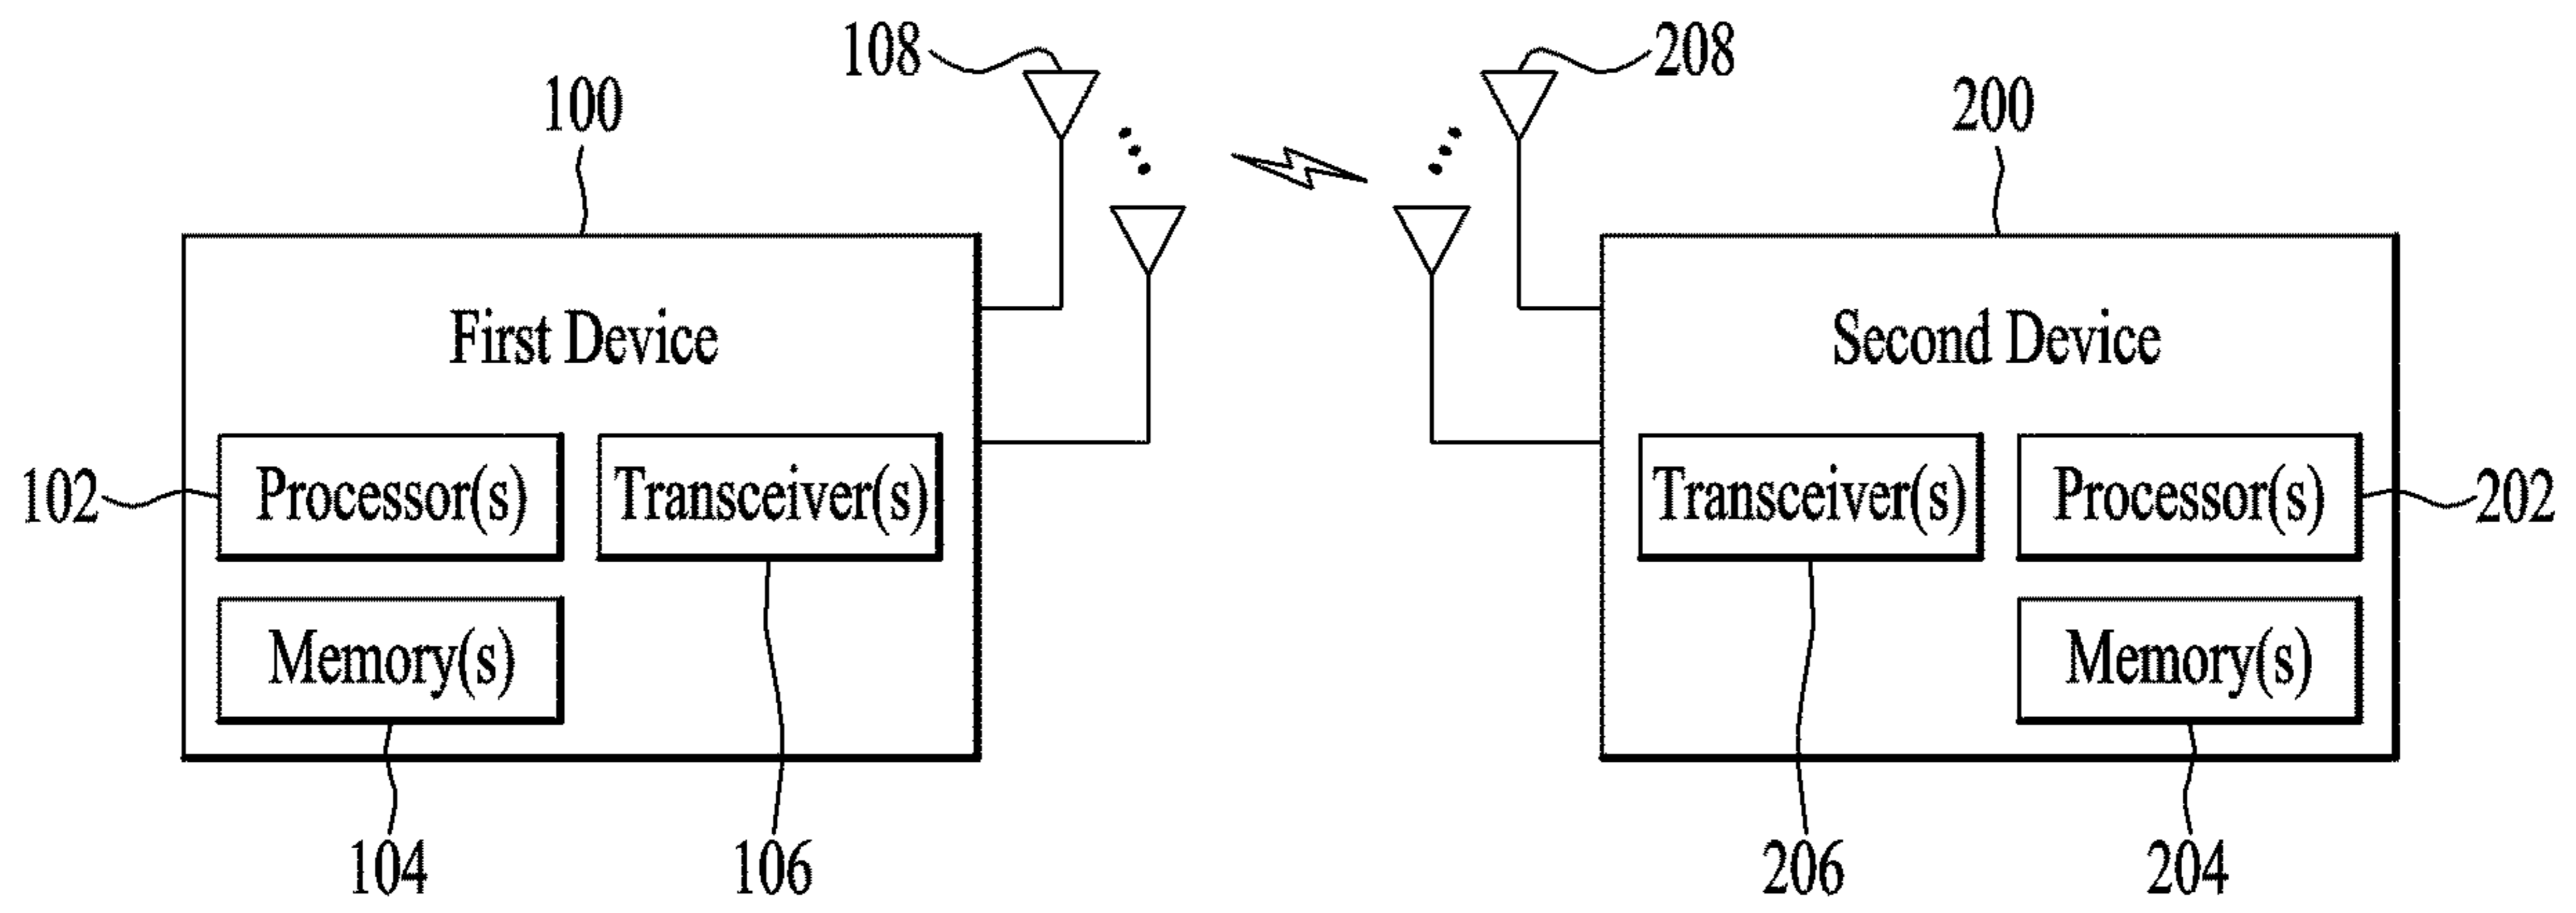 108
208
100
200
First Device
Second Device
102
Processor(s)
Transceiver(s)
Transceiver(s)
Processor(s)
202
Memory(s)
Memory(s)
104
106
206
204